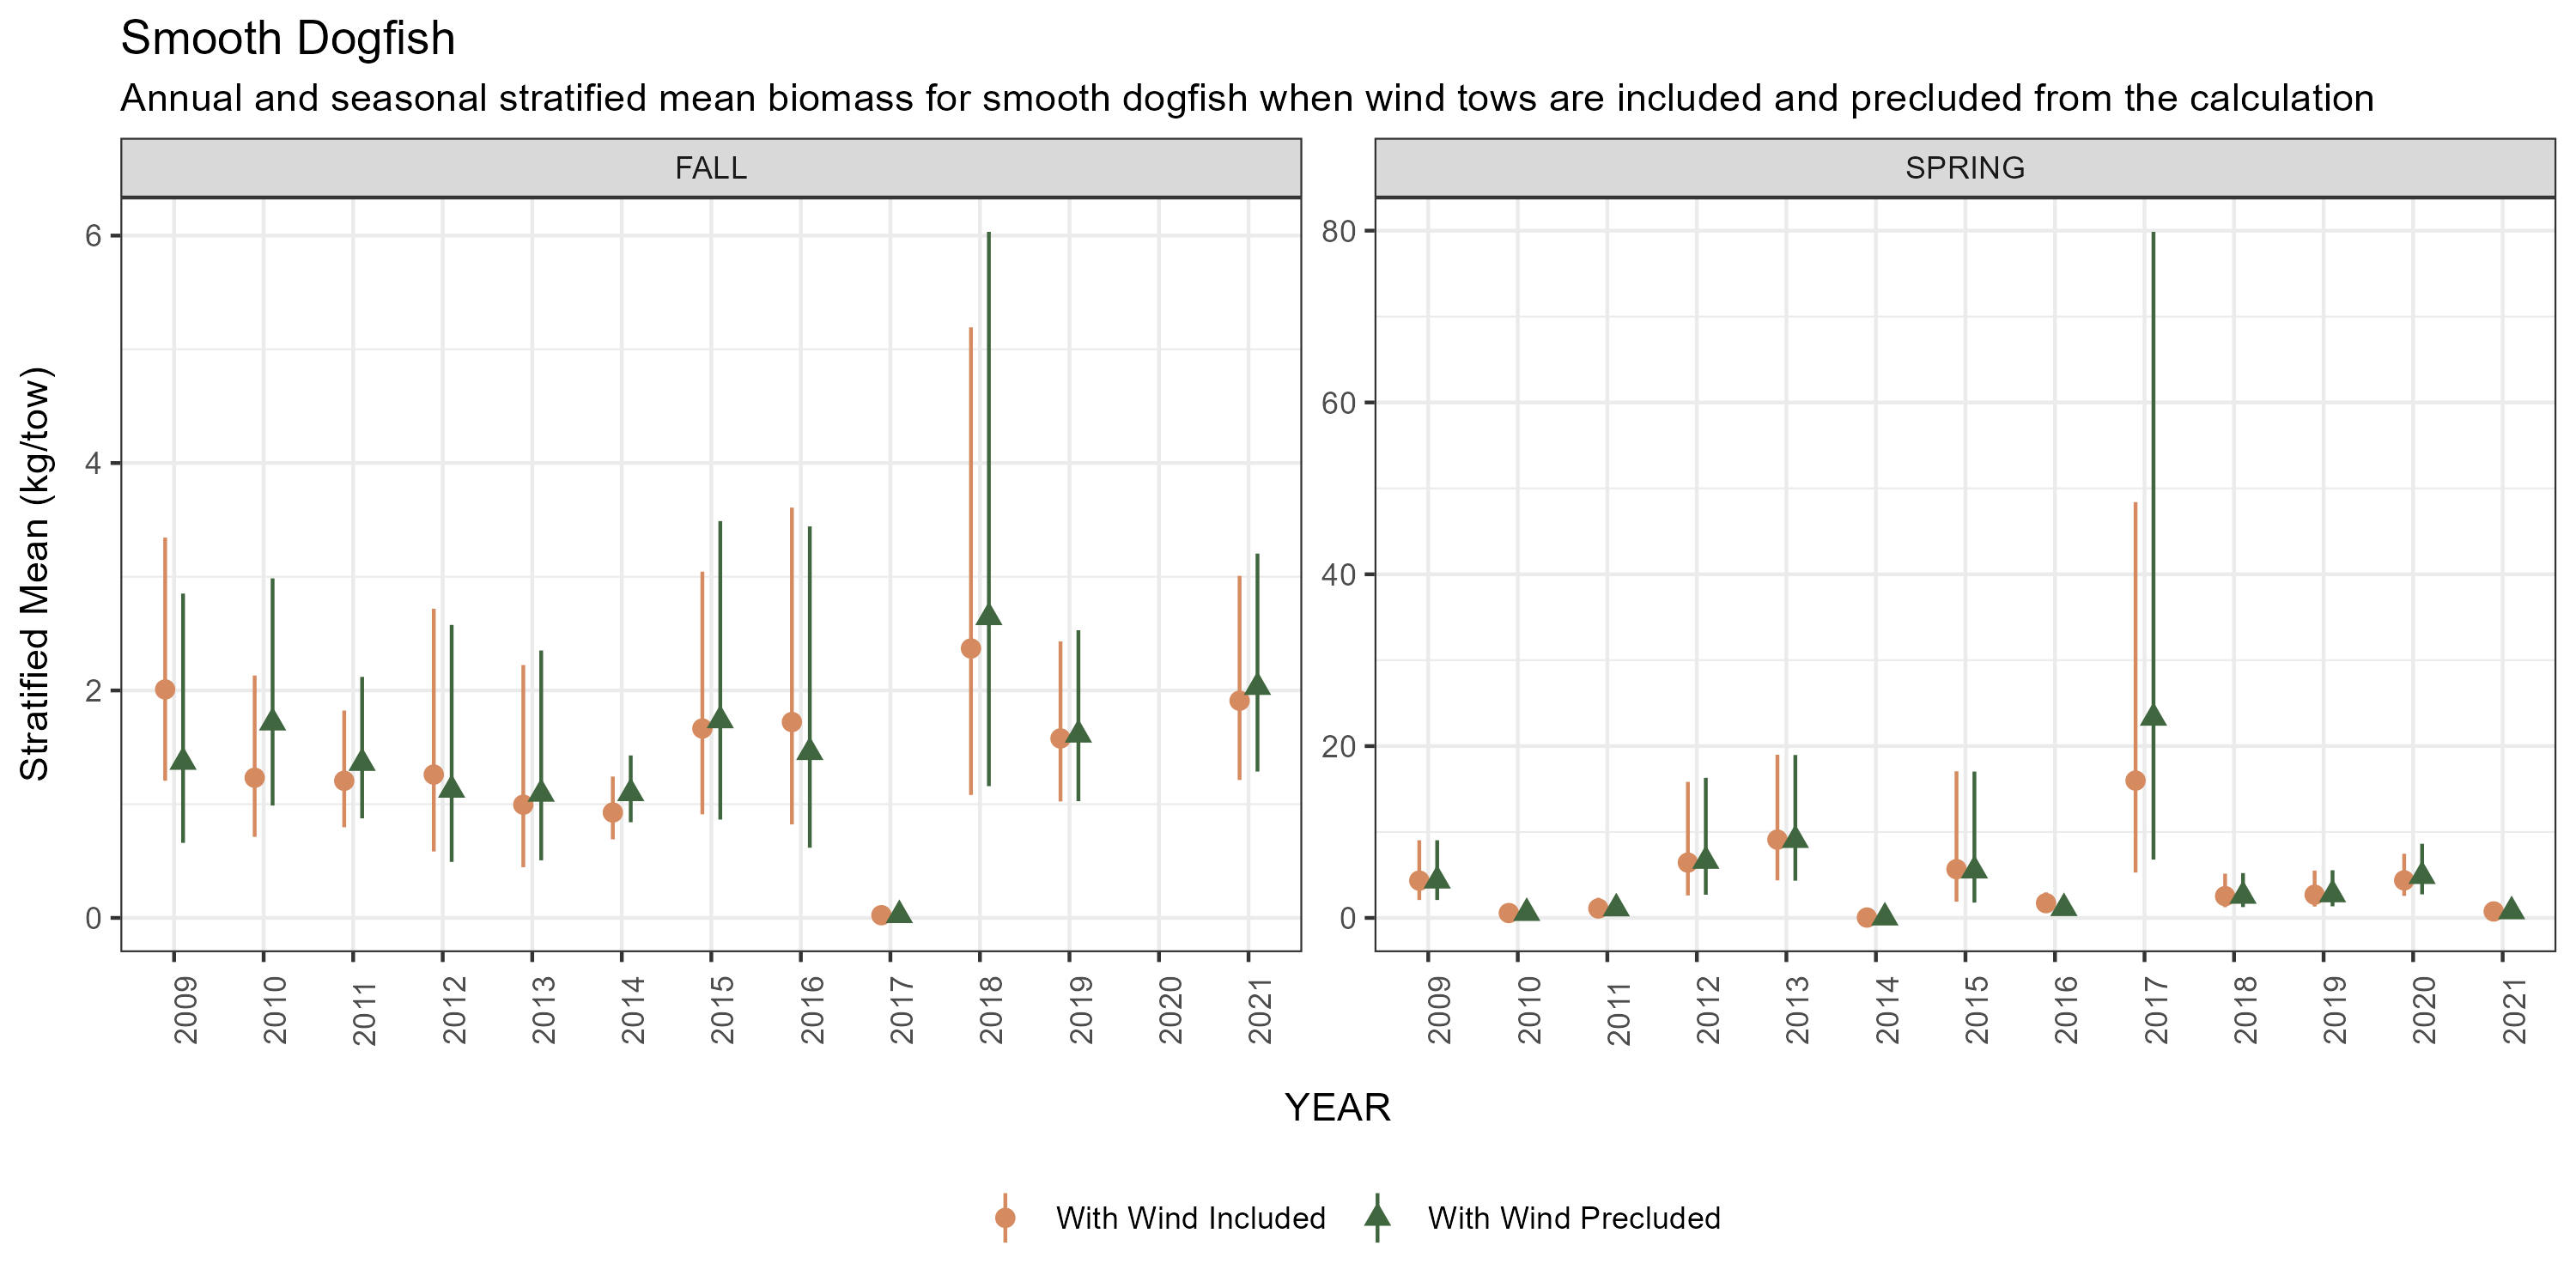 Smooth Dogfish
Annual and seasonal stratified mean biomass for smooth dogfish when wind tows are included and precluded from the calculation
FALL
SPRING
Stratified Mean (kg/tow)
6
4
2
0
80
60
40
20
0
2009 2010 2011 2012 2013 2014 2015 2016 2017 2018 2019 2020 2021
2009 2010 2011 2012 2013 2014 2015 2016 2017 2018 2019 2020 2021
YEAR
With Wind Included With Wind Precluded